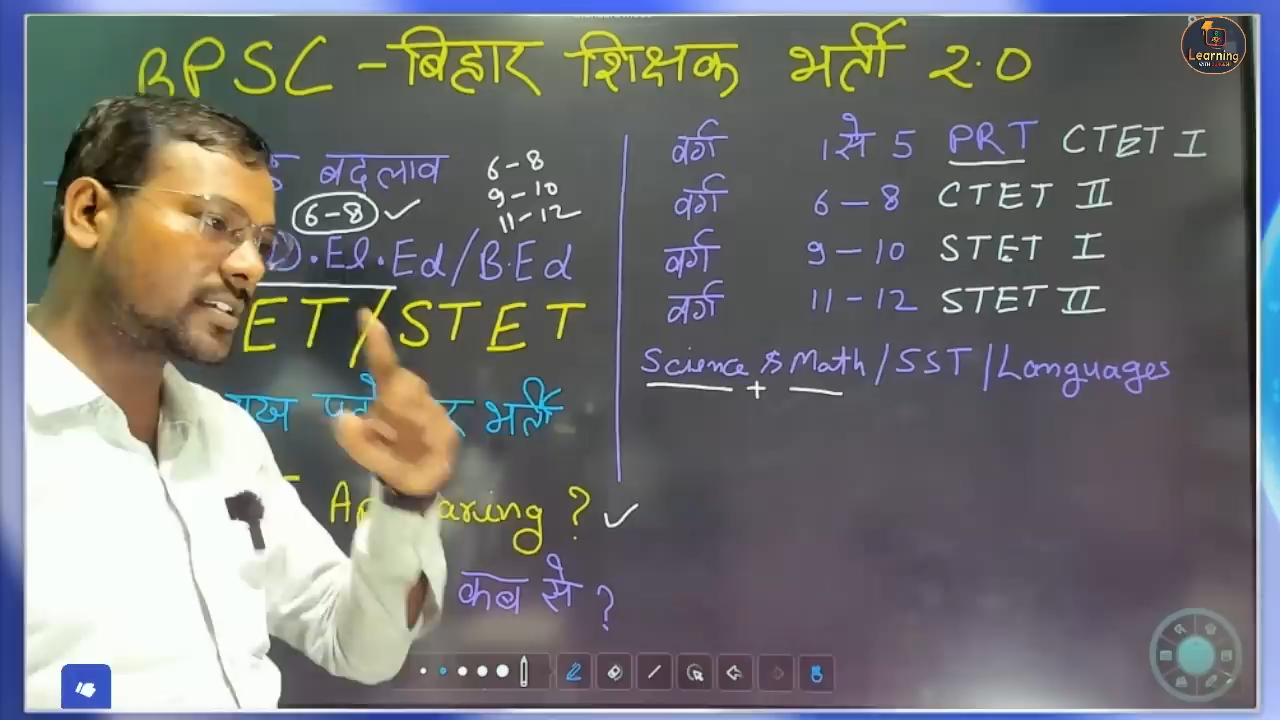 BPSC - बिहार शिक्षक भर्ती 2.0
बदलाव
6-8
9-10
11-12
6-8
D.El.Ed/B.Ed
ET/STET
भर्ती
?
कब से ?
वर्ग 1 से 5 PRT CTET I
वर्ग 6-8 CTET II
वर्ग 9-10 STET I
वर्ग 11-12 STET II
Science & Math/SST/Languages
+
Learning